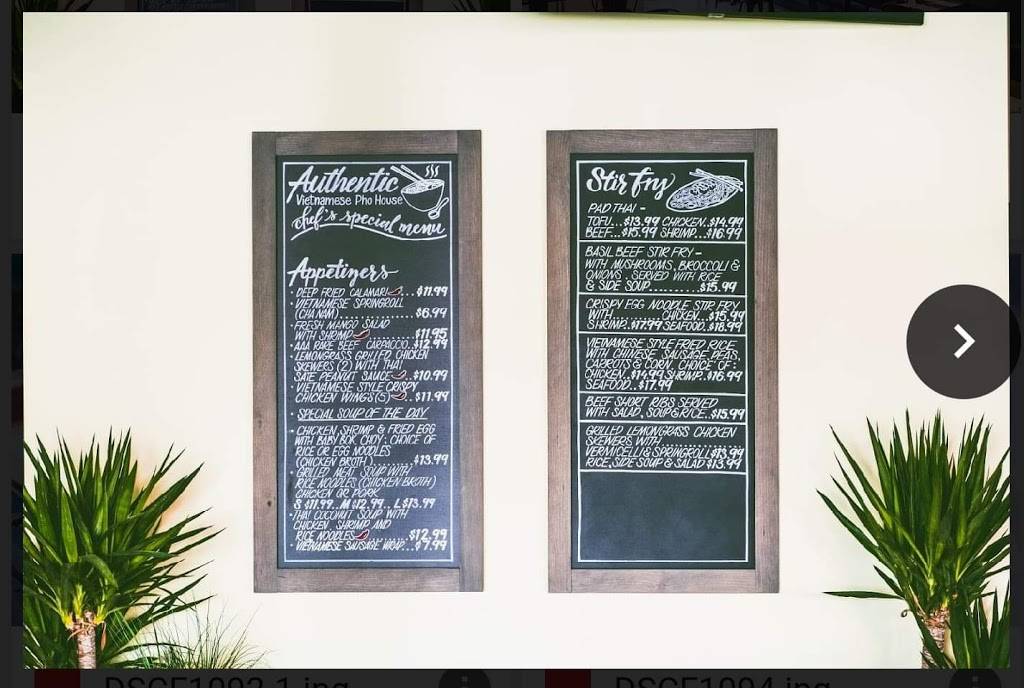 Authentic
Vietnamese Pho House
chef's special menu
Appetizers
• DEEP FRIED CALAMARI....$11.99
• VIETNAMESE SPRINGROLL
(CHA NAM)............$6.99
• FRESH MANGO SALAD
WITH SHRIMP..........$11.95
• AAA RARE BEEF CARPACCIO..$12.99
• LEMONGRASS GRILLED CHICKEN
SKEWERS (2) WITH THAI
SATE PEANUT SAUCE...$10.99
• VIETNAMESE STYLE CRISPY
CHICKEN WINGS (5)...$11.99
• SPECIAL SOUP OF THE DAY
• CHICKEN, SHRIMP & FRIED EGG
WITH BABY BOK CHOY; CHOICE OF
RICE OR EGG NOODLES
(CHICKEN BROTH)..........$13.99
• GRILLED MEAT SOUP WITH
RICE NOODLES (CHICKEN BROTH)
CHICKEN OR PORK
S $11.99...M $12.99...L $13.99
• THAI COCONUT SOUP WITH
CHICKEN, SHRIMP AND
RICE NOODLES..........$12.99
• VIETNAMESE SAUSAGE WRAP...$7.99
Stir fry
PAD THAI -
TOFU...$13.99 CHICKEN.$14.99
BEEF...$15.99 SHRIMP...$16.99
BASIL BEEF STIR FRY -
WITH MUSHROOMS, BROCCOLI &
ONIONS. SERVED WITH RICE
& SIDE SOUP............$15.99
CRISPY EGG NOODLE STIR FRY
WITH............CHICKEN...$15.99
SHRIMP..$17.99 SEAFOOD..$18.99
VIETNAMESE STYLE FRIED RICE
WITH CHINESE SAUSAGE, PEAS,
CARROTS & CORN. CHOICE OF:
CHICKEN..$14.99 SHRIMP..$16.99
SEAFOOD..$17.99
BEEF SHORT RIBS SERVED
WITH SALAD, SOUP & RICE...$15.99
GRILLED LEMONGRASS CHICKEN
SKEWERS WITH............
VERMICELLI & SPRINGROLL $13.99
RICE, SIDE SOUP & SALAD $13.99